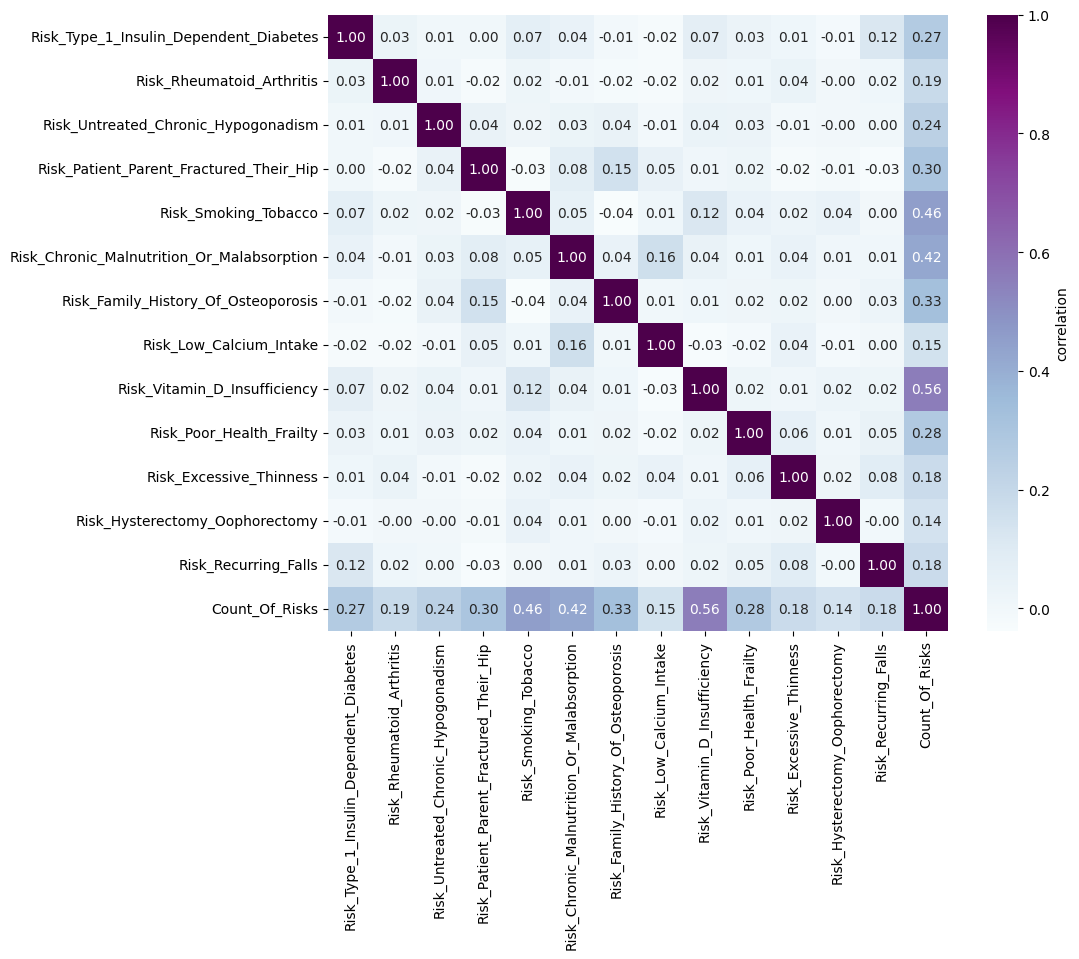 Risk_Type_1_Insulin_Dependent_Diabetes 1.00 0.03 0.01 0.00 0.07 0.04 -0.01 -0.02 0.07 0.03 0.01 -0.01 0.12 0.27
Risk_Rheumatoid_Arthritis 0.03 1.00 0.01 -0.02 0.02 -0.01 -0.02 -0.02 0.02 0.01 0.04 -0.00 0.02 0.19
Risk_Untreated_Chronic_Hypogonadism 0.01 0.01 1.00 0.04 0.02 0.03 0.04 -0.01 0.04 0.03 -0.01 -0.00 0.00 0.24
Risk_Patient_Parent_Fractured_Their_Hip 0.00 -0.02 0.04 1.00 -0.03 0.08 0.15 0.05 0.01 0.02 -0.02 -0.01 -0.03 0.30
Risk_Smoking_Tobacco 0.07 0.02 0.02 -0.03 1.00 0.05 -0.04 0.01 0.12 0.04 0.02 0.04 0.00 0.46
Risk_Chronic_Malnutrition_Or_Malabsorption 0.04 -0.01 0.03 0.08 0.05 1.00 0.04 0.16 0.04 0.01 0.04 0.01 0.01 0.42
Risk_Family_History_Of_Osteoporosis -0.01 -0.02 0.04 0.15 -0.04 0.04 1.00 0.01 0.01 0.02 0.02 0.00 0.03 0.33
Risk_Low_Calcium_Intake -0.02 -0.02 -0.01 0.05 0.01 0.16 0.01 1.00 -0.03 -0.02 0.04 -0.01 0.00 0.15
Risk_Vitamin_D_Insufficiency 0.07 0.02 0.04 0.01 0.12 0.04 0.01 -0.03 1.00 0.02 0.01 0.02 0.02 0.56
Risk_Poor_Health_Frailty 0.03 0.01 0.03 0.02 0.04 0.01 0.02 -0.02 0.02 1.00 0.06 0.01 0.05 0.28
Risk_Excessive_Thinness 0.01 0.04 -0.01 -0.02 0.02 0.04 0.02 0.04 0.01 0.06 1.00 0.02 0.08 0.18
Risk_Hysterectomy_Oophorectomy -0.01 -0.00 -0.00 -0.01 0.04 0.01 0.00 -0.01 0.02 0.01 0.02 1.00 -0.00 0.14
Risk_Recurring_Falls 0.12 0.02 0.00 -0.03 0.00 0.01 0.03 0.00 0.02 0.05 0.08 -0.00 1.00 0.18
Count_Of_Risks 0.27 0.19 0.24 0.30 0.46 0.42 0.33 0.15 0.56 0.28 0.18 0.14 0.18 1.00
Risk_Type_1_Insulin_Dependent_Diabetes
Risk_Rheumatoid_Arthritis
Risk_Untreated_Chronic_Hypogonadism
Risk_Patient_Parent_Fractured_Their_Hip
Risk_Smoking_Tobacco
Risk_Chronic_Malnutrition_Or_Malabsorption
Risk_Family_History_Of_Osteoporosis
Risk_Low_Calcium_Intake
Risk_Vitamin_D_Insufficiency
Risk_Poor_Health_Frailty
Risk_Excessive_Thinness
Risk_Hysterectomy_Oophorectomy
Risk_Recurring_Falls
Count_Of_Risks
1.0
0.8
0.6
0.4
0.2
0.0
correlation